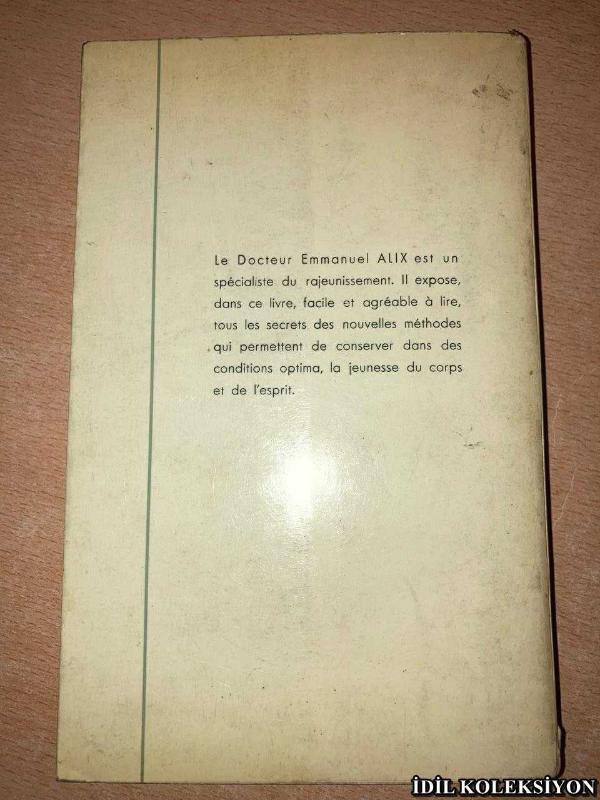 Le Docteur Emmanuel ALIX est un
spécialiste du rajeunissement. Il expose,
dans ce livre, facile et agréable à lire,
tous les secrets des nouvelles méthodes
qui permettent de conserver dans des
conditions optima, la jeunesse du corps
et de l'esprit.
İDİL KOLEKSİYON